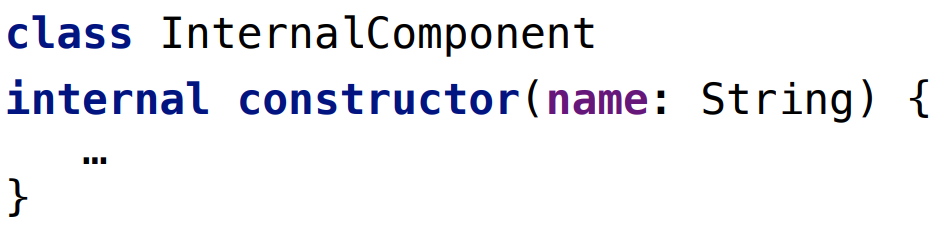 class InternalComponent
internal constructor(name: String) {
…
}